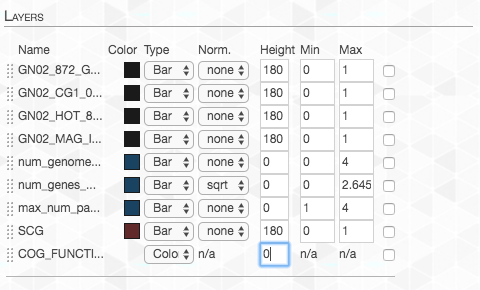 LAYERS
Name Color Type Norm. Height Min Max
GN02_872_G... Bar none 180 0 1
GN02_CG1_0... Bar none 180 0 1
GN02_HOT_8... Bar none 180 0 1
GN02_MAG_I... Bar none 180 0 1
num_genome... Bar none 0 0 4
num_genes_... Bar sqrt 0 0 2.645
max_num_pa... Bar none 0 1 4
SCG Bar none 180 0 1
COG_FUNCTI... Colo n/a 0 n/a n/a